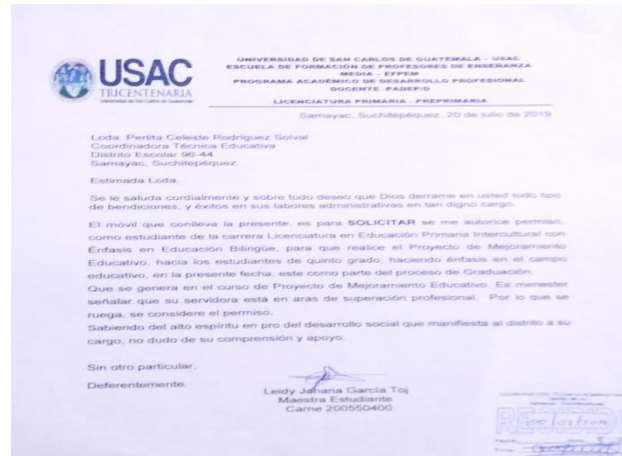 USAC
TRICENTENARIA
Universidad de San Carlos de Guatemala
UNIVERSIDAD DE SAN CARLOS DE GUATEMALA - USAC
ESCUELA DE FORMACIÓN DE PROFESORES DE ENSEÑANZA
MEDIA - EFPEM
PROGRAMA ACADÉMICO DE DESARROLLO PROFESIONAL
DOCENTE -PADEP/D
LICENCIATURA PRIMARIA - PREPRIMARIA
Samayac, Suchitepéquez, 20 de julio de 2019
Lcda. Perlita Celeste Rodríguez Solval
Coordinadora Técnica Educativa
Distrito Escolar 96-44
Samayac, Suchitepéquez.
Estimada Lcda.
Se le saluda cordialmente y sobre todo deseo que Dios derrame en usted todo tipo
de bendiciones, y éxitos en sus labores administrativas en tan digno cargo.
El móvil que conlleva la presente, es para SOLICITAR se me autorice permiso,
como estudiante de la carrera Licenciatura en Educación Primaria Intercultural con
Énfasis en Educación Bilingüe, para que realice el Proyecto de Mejoramiento
Educativo, hacia los estudiantes de quinto grado, haciendo énfasis en el campo
educativo, en la presente fecha, este como parte del proceso de Graduación.
Que se genera en el curso de Proyecto de Mejoramiento Educativo. Es menester
señalar que su servidora está en aras de superación profesional. Por lo que se
ruega, se considere el permiso.
Sabiendo del alto espíritu en pro del desarrollo social que manifiesta al distrito a su
cargo, no dudo de su comprensión y apoyo.
Sin otro particular,
Deferentemente.
Leidy Johana García Toj
Maestra Estudiante
Carne 200550400